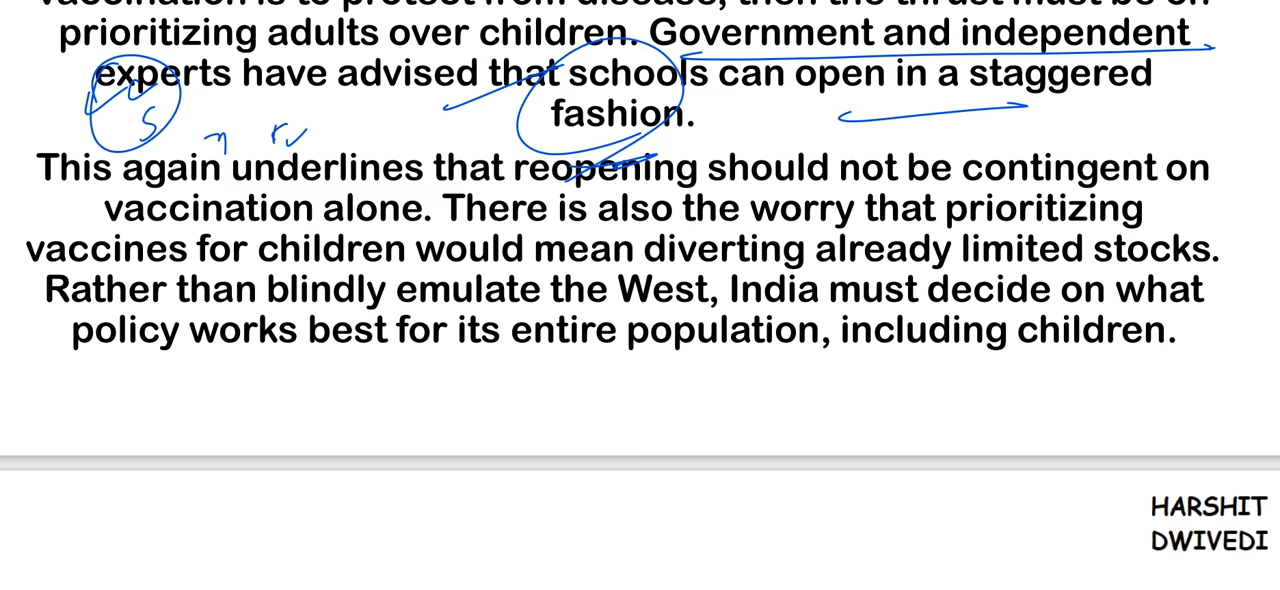 prioritizing adults over children. Government and independent
experts have advised that schools can open in a staggered
fashion.
This again underlines that reopening should not be contingent on
vaccination alone. There is also the worry that prioritizing
vaccines for children would mean diverting already limited stocks.
Rather than blindly emulate the West, India must decide on what
policy works best for its entire population, including children.
HARSHIT
DWIVEDI